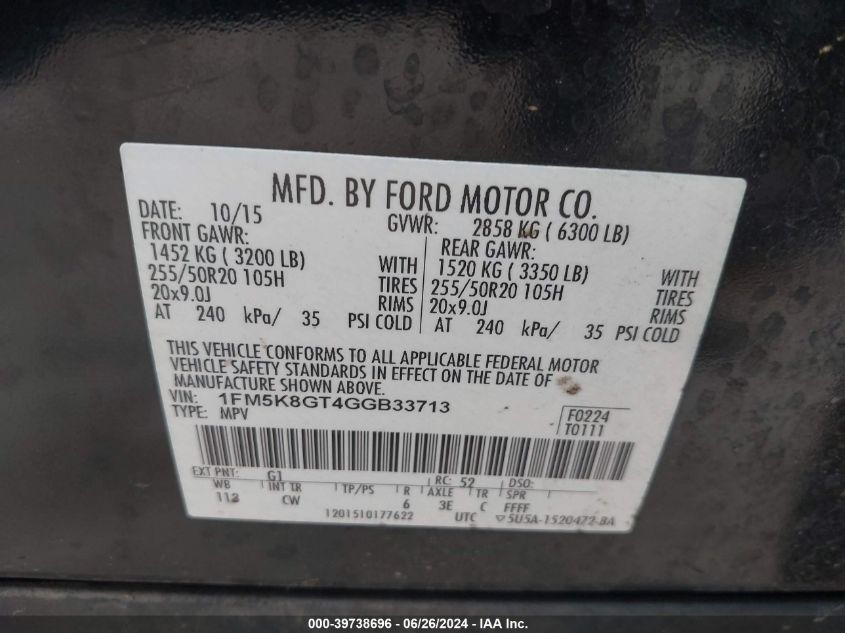 MFD. BY FORD MOTOR CO.
DATE: 10/15 GVWR: 2858 KG ( 6300 LB)
FRONT GAWR: REAR GAWR:
1452 KG ( 3200 LB) WITH 1520 KG ( 3350 LB) WITH
255/50R20 105H TIRES 255/50R20 105H TIRES
20x9.0J RIMS 20x9.0J RIMS
AT 240 kPa/ 35 PSI COLD AT 240 kPa/ 35 PSI COLD
THIS VEHICLE CONFORMS TO ALL APPLICABLE FEDERAL MOTOR
VEHICLE SAFETY STANDARDS IN EFFECT ON THE DATE OF
MANUFACTURE SHOWN ABOVE.
VIN: 1FM5K8GT4GGB33713 F0224
TYPE: MPV T0111
EXT PNT: G1 RC: 52 DSO:
WB INT TR TP/PS R AXLE TR SPR
113 CW 6 3E C FFFF
1201510177622 UTC ▽5U5A-1520472-BA
000-39738696 - 06/26/2024 - IAA Inc.